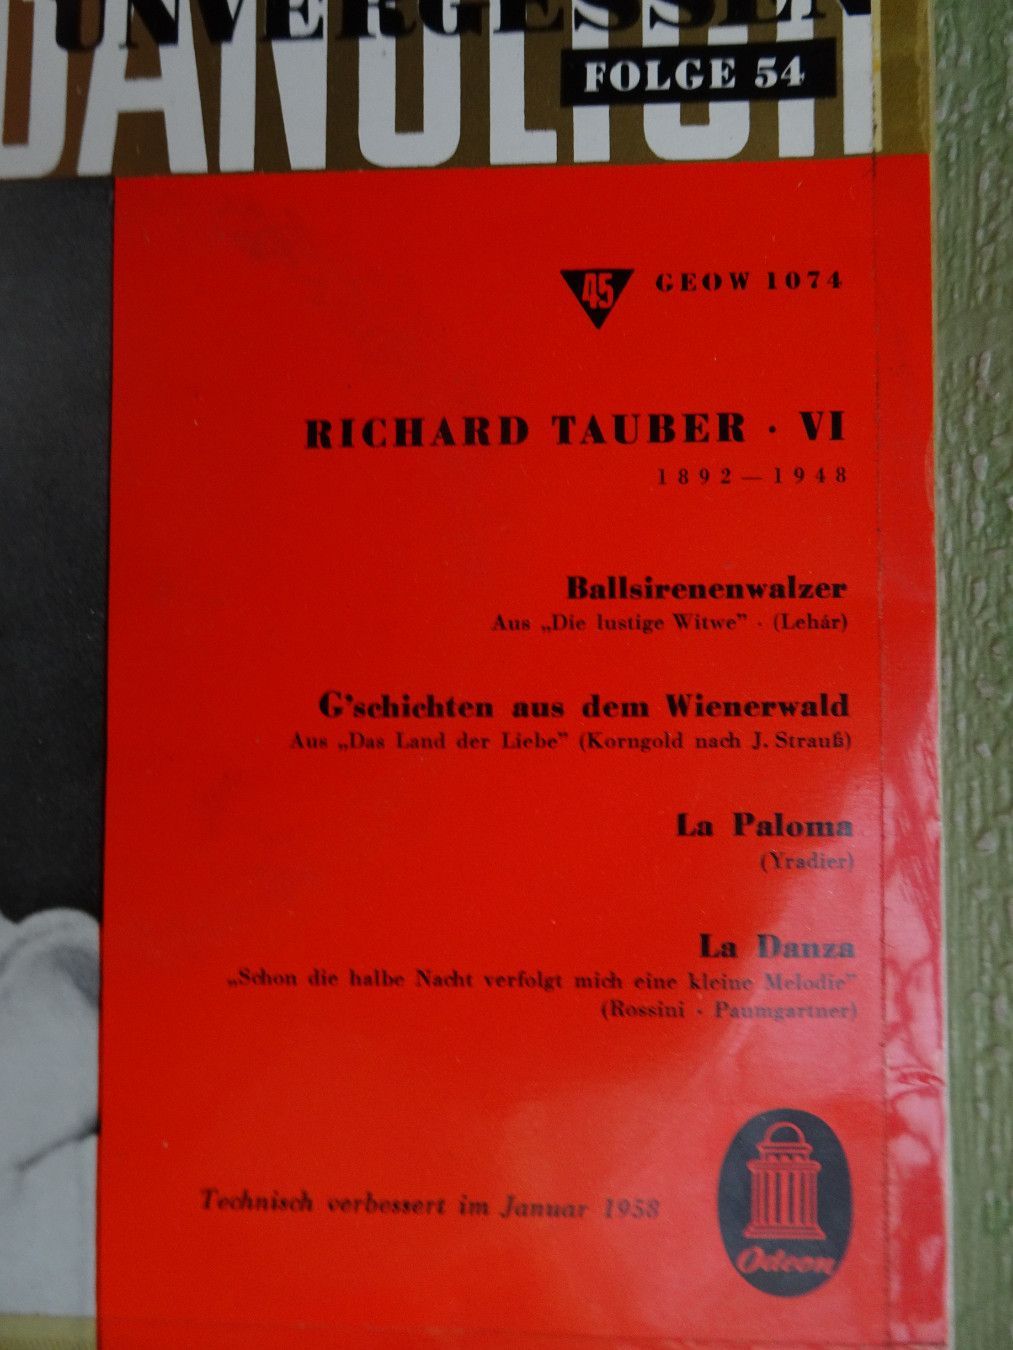 UNVERGESSEN
FOLGE 54
45 GEOW 1074
RICHARD TAUBER · VI
1892—1948
Ballsirenenwalzer
Aus „Die lustige Witwe” · (Lehár)
G'schichten aus dem Wienerwald
Aus „Das Land der Liebe” (Korngold nach J. Strauß)
La Paloma
(Yradier)
La Danza
„Schon die halbe Nacht verfolgt mich eine kleine Melodie”
(Rossini · Paumgartner)
Technisch verbessert im Januar 1958
Odeon